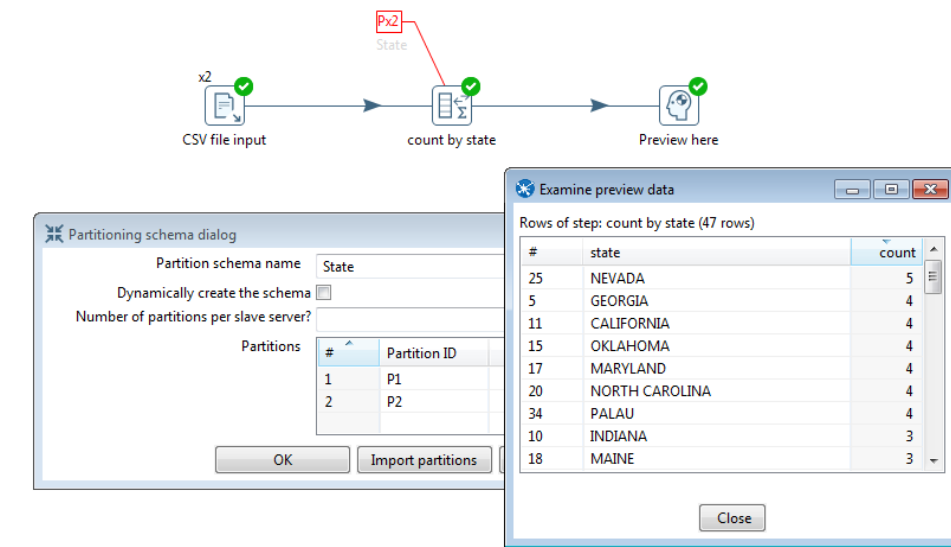 Px2
State
x2
CSV file input
count by state
Preview here
Partitioning schema dialog
Partition schema name
State
Dynamically create the schema
Number of partitions per slave server?
Partitions
# Partition ID
1 P1
2 P2
OK
Import partitions
Examine preview data
Rows of step: count by state (47 rows)
# state count
25 NEVADA 5
5 GEORGIA 4
11 CALIFORNIA 4
15 OKLAHOMA 4
17 MARYLAND 4
20 NORTH CAROLINA 4
34 PALAU 4
10 INDIANA 3
18 MAINE 3
Close